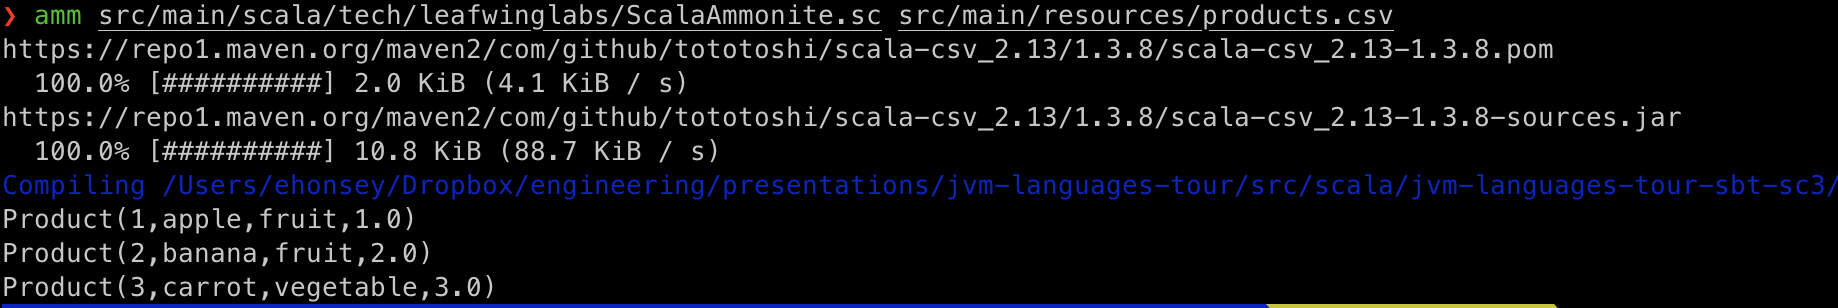 ❯ amm src/main/scala/tech/leafwinglabs/ScalaAmmonite.sc src/main/resources/products.csv
https://repo1.maven.org/maven2/com/github/tototoshi/scala-csv_2.13/1.3.8/scala-csv_2.13-1.3.8.pom
  100.0% [##########] 2.0 KiB (4.1 KiB / s)
https://repo1.maven.org/maven2/com/github/tototoshi/scala-csv_2.13/1.3.8/scala-csv_2.13-1.3.8-sources.jar
  100.0% [##########] 10.8 KiB (88.7 KiB / s)
Compiling /Users/ehonsey/Dropbox/engineering/presentations/jvm-languages-tour/src/scala/jvm-languages-tour-sbt-sc3/
Product(1,apple,fruit,1.0)
Product(2,banana,fruit,2.0)
Product(3,carrot,vegetable,3.0)